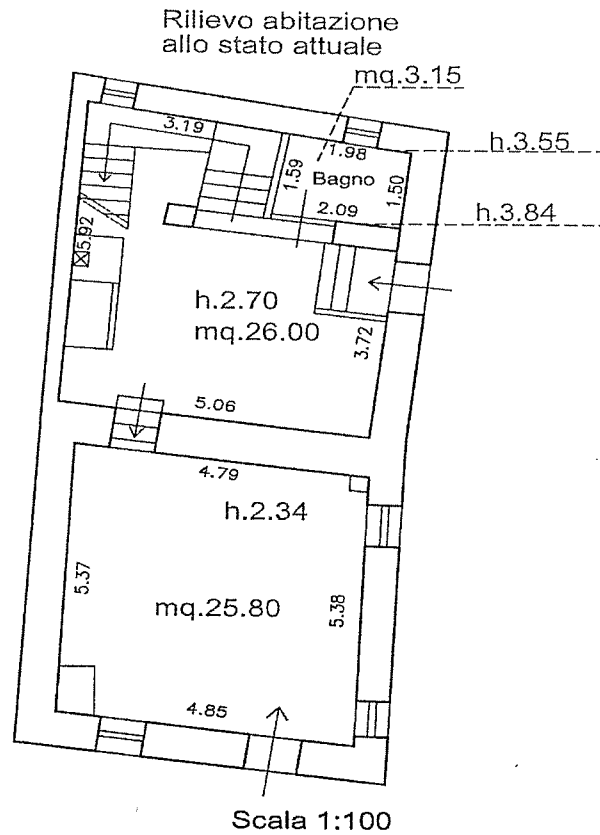 Rilievo abitazione
allo stato attuale
mq.3.15
3.19
1.98
h.3.55
1.59
Bagno
1.50
2.09
h.3.84
5.92
h.2.70
mq.26.00
3.72
5.06
4.79
h.2.34
5.37
mq.25.80
5.38
4.85
Scala 1:100